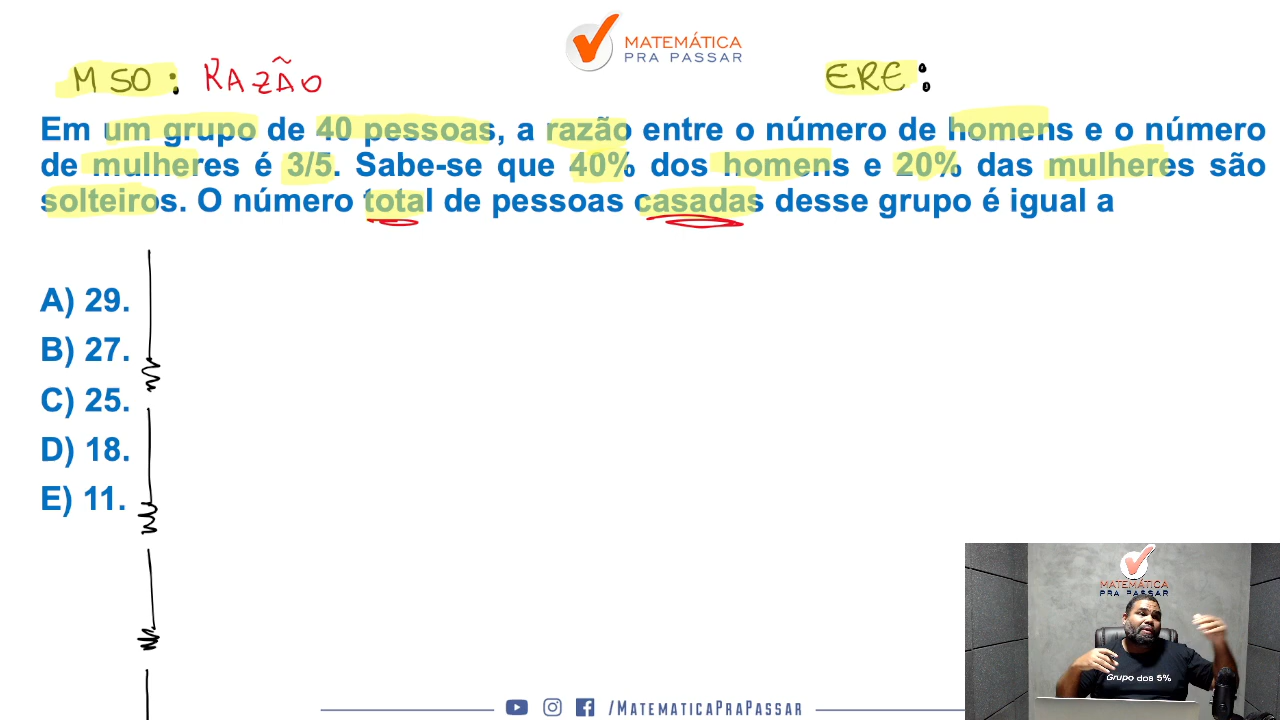 MATEMÁTICA
PRA PASSAR
MSO: RAZÃO
ERE:
Em um grupo de 40 pessoas, a razão entre o número de homens e o número
de mulheres é 3/5. Sabe-se que 40% dos homens e 20% das mulheres são
solteiros. O número total de pessoas casadas desse grupo é igual a
A) 29.
B) 27.
C) 25.
D) 18.
E) 11.
MATEMÁTICA
PRA PASSAR
Grupo dos 5%
/MATEMATICAPRAPASSAR